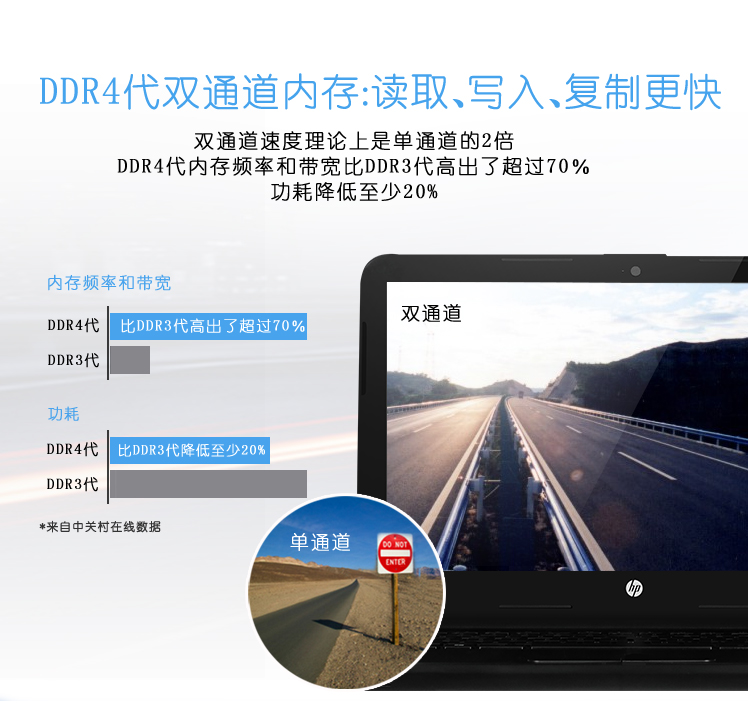 DDR4代双通道内存:读取、写入、复制更快
双通道速度理论上是单通道的2倍
DDR4代内存频率和带宽比DDR3代高出了超过70%
功耗降低至少20%
内存频率和带宽
DDR4代
比DDR3代高出了超过70%
DDR3代
功耗
DDR4代
比DDR3代降低至少20%
DDR3代
*来自中关村在线数据
双通道
单通道
DO NOT
ENTER
hp